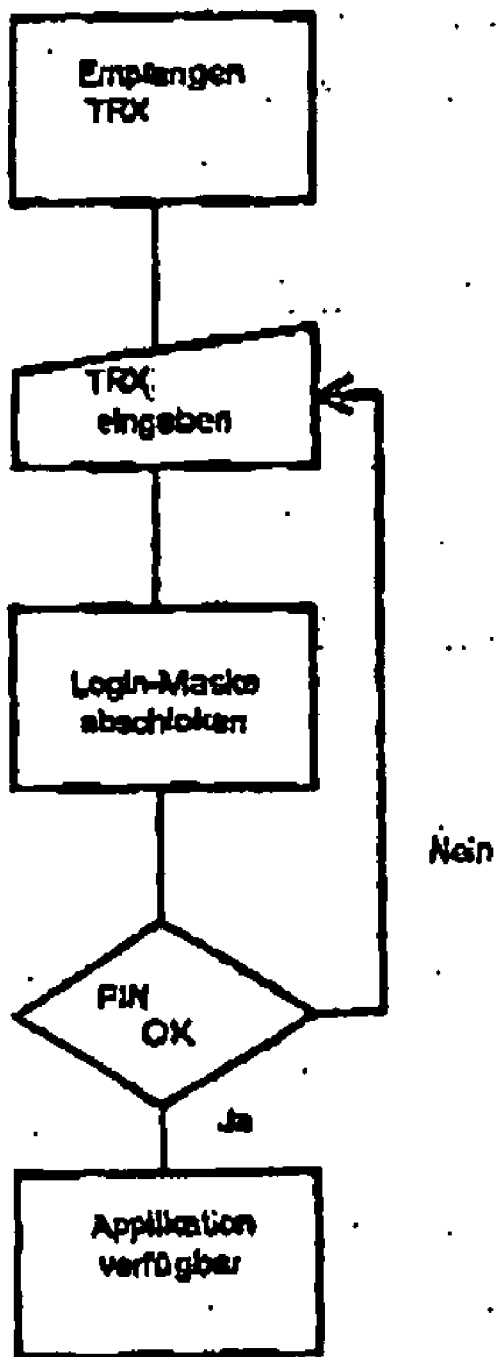 Empfangen
TRX
TRX
eingeben
Login-Maske
abschicken
Nein
PIN
OK
Ja
Applikation
verfügbar